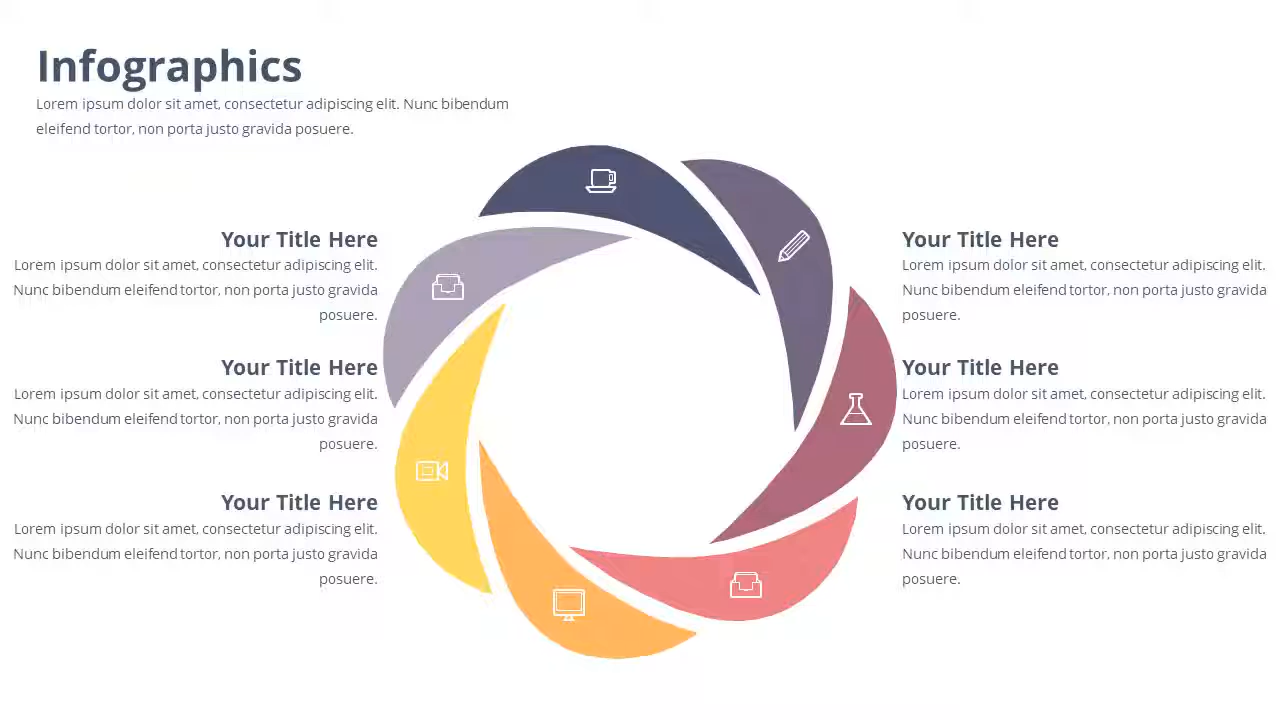 Infographics
Lorem ipsum dolor sit amet, consectetur adipiscing elit. Nunc bibendum
eleifend tortor, non porta justo gravida posuere.
Your Title Here
Lorem ipsum dolor sit amet, consectetur adipiscing elit.
Nunc bibendum eleifend tortor, non porta justo gravida
posuere.
Your Title Here
Lorem ipsum dolor sit amet, consectetur adipiscing elit.
Nunc bibendum eleifend tortor, non porta justo gravida
posuere.
Your Title Here
Lorem ipsum dolor sit amet, consectetur adipiscing elit.
Nunc bibendum eleifend tortor, non porta justo gravida
posuere.
Your Title Here
Lorem ipsum dolor sit amet, consectetur adipiscing elit.
Nunc bibendum eleifend tortor, non porta justo gravida
posuere.
Your Title Here
Lorem ipsum dolor sit amet, consectetur adipiscing elit.
Nunc bibendum eleifend tortor, non porta justo gravida
posuere.
Your Title Here
Lorem ipsum dolor sit amet, consectetur adipiscing elit.
Nunc bibendum eleifend tortor, non porta justo gravida
posuere.